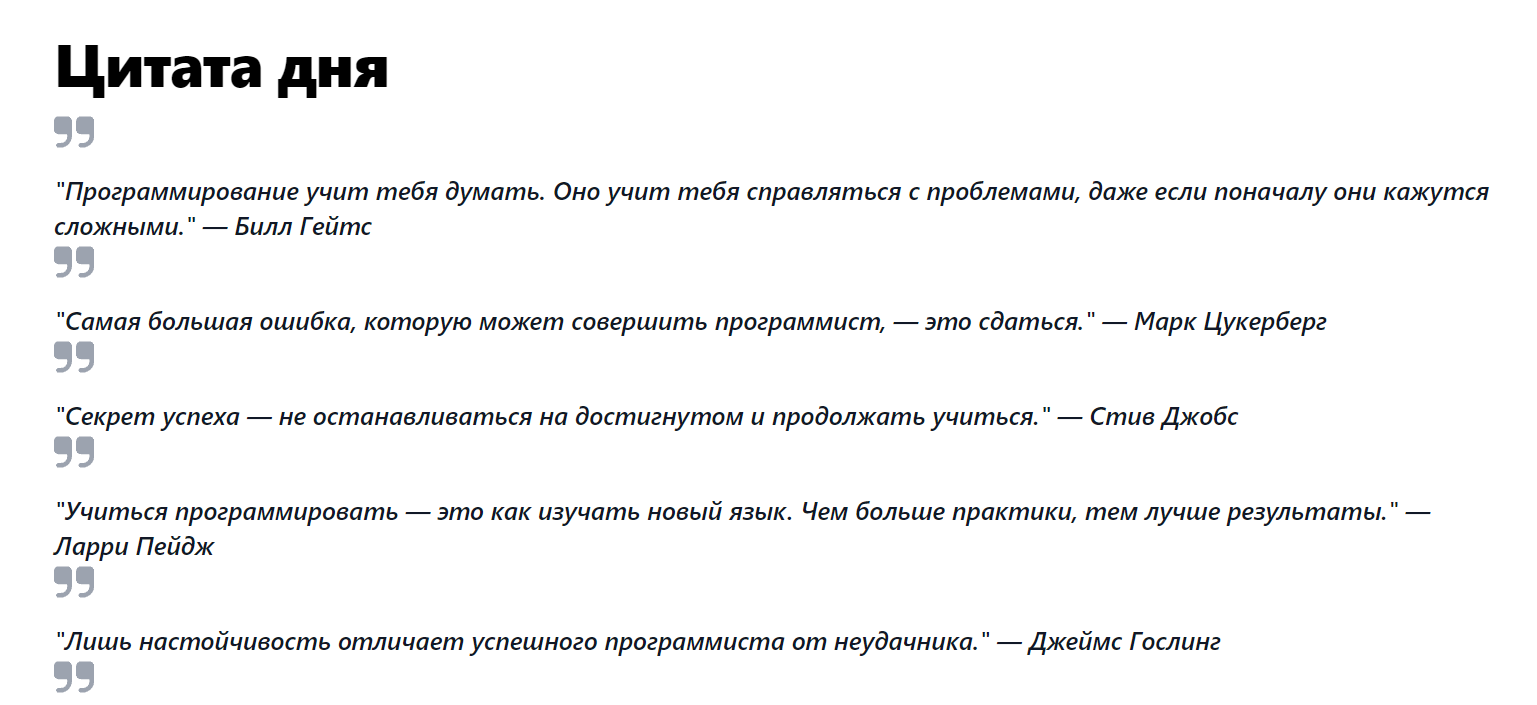 Цитата дня
"Программирование учит тебя думать. Оно учит тебя справляться с проблемами, даже если поначалу они кажутся
сложными." — Билл Гейтс
"Самая большая ошибка, которую может совершить программист, — это сдаться." — Марк Цукерберг
"Секрет успеха — не останавливаться на достигнутом и продолжать учиться." — Стив Джобс
"Учиться программировать — это как изучать новый язык. Чем больше практики, тем лучше результаты." —
Ларри Пейдж
"Лишь настойчивость отличает успешного программиста от неудачника." — Джеймс Гослинг